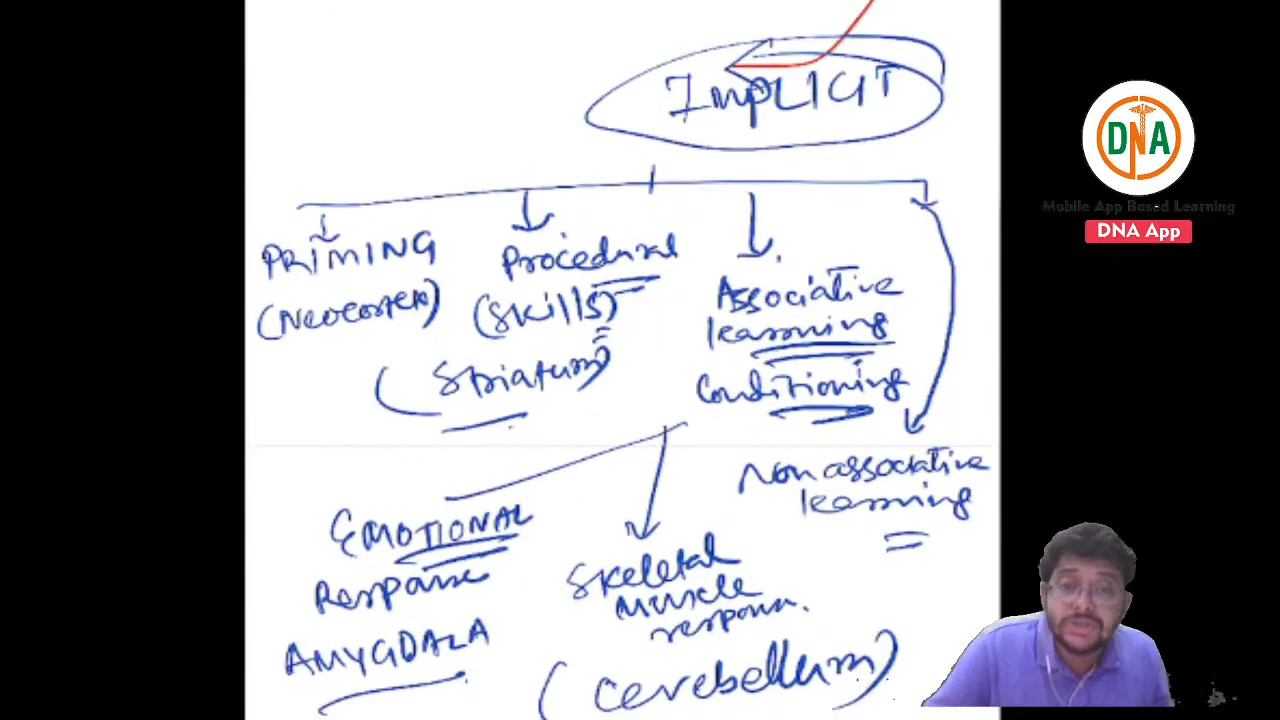 ImpLICIT
PRIMING
(Neocortex)
Procedural
(Skills)
(Striatum)
Associative
learning
Conditioning
Non associative
learning
EMOTIONAL
Response
AMYGDALA
Skeletal
Muscle
respons.
(Cerebellum)
DNA
Mobile App Based Learning
DNA App